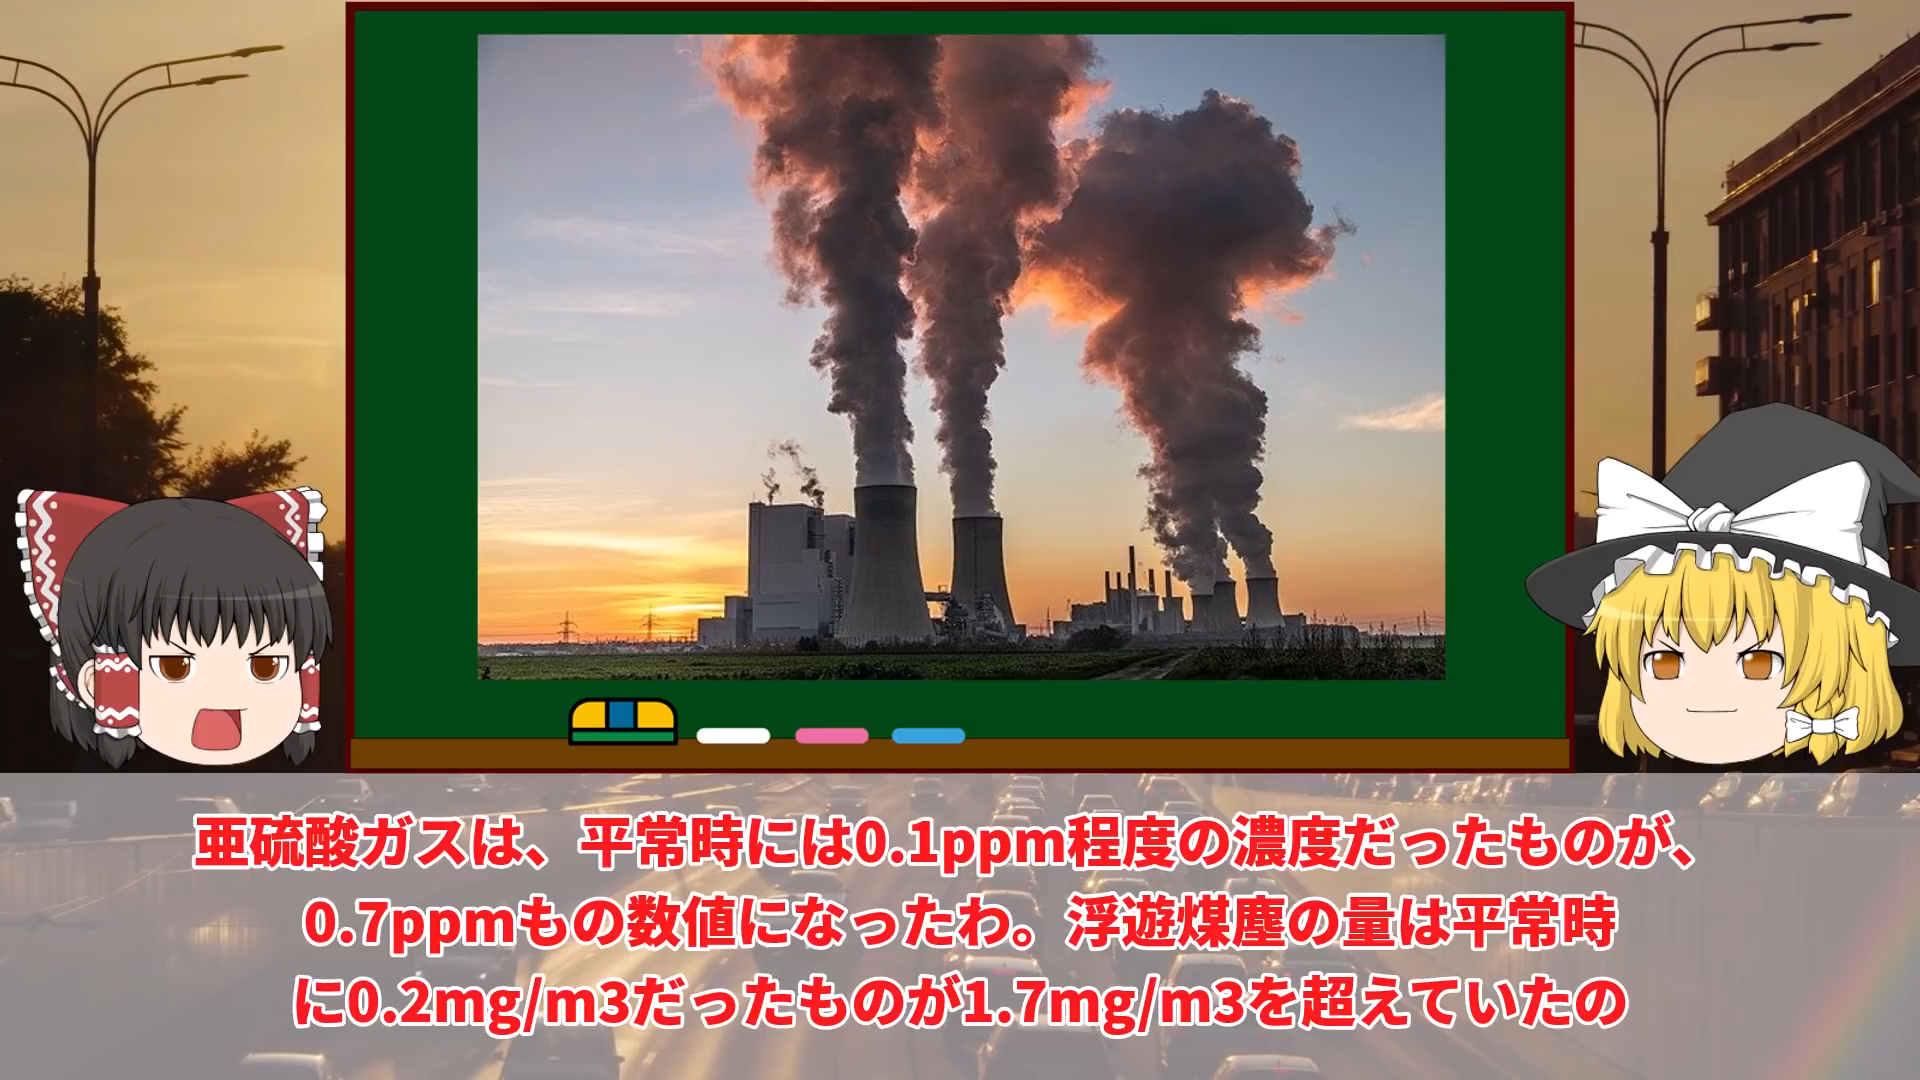 亜硫酸ガスは、平常時には0.1ppm程度の濃度だったものが、
0.7ppmもの数値になったわ。浮遊煤塵の量は平常時
に0.2mg/m3だったものが1.7mg/m3を超えていたの